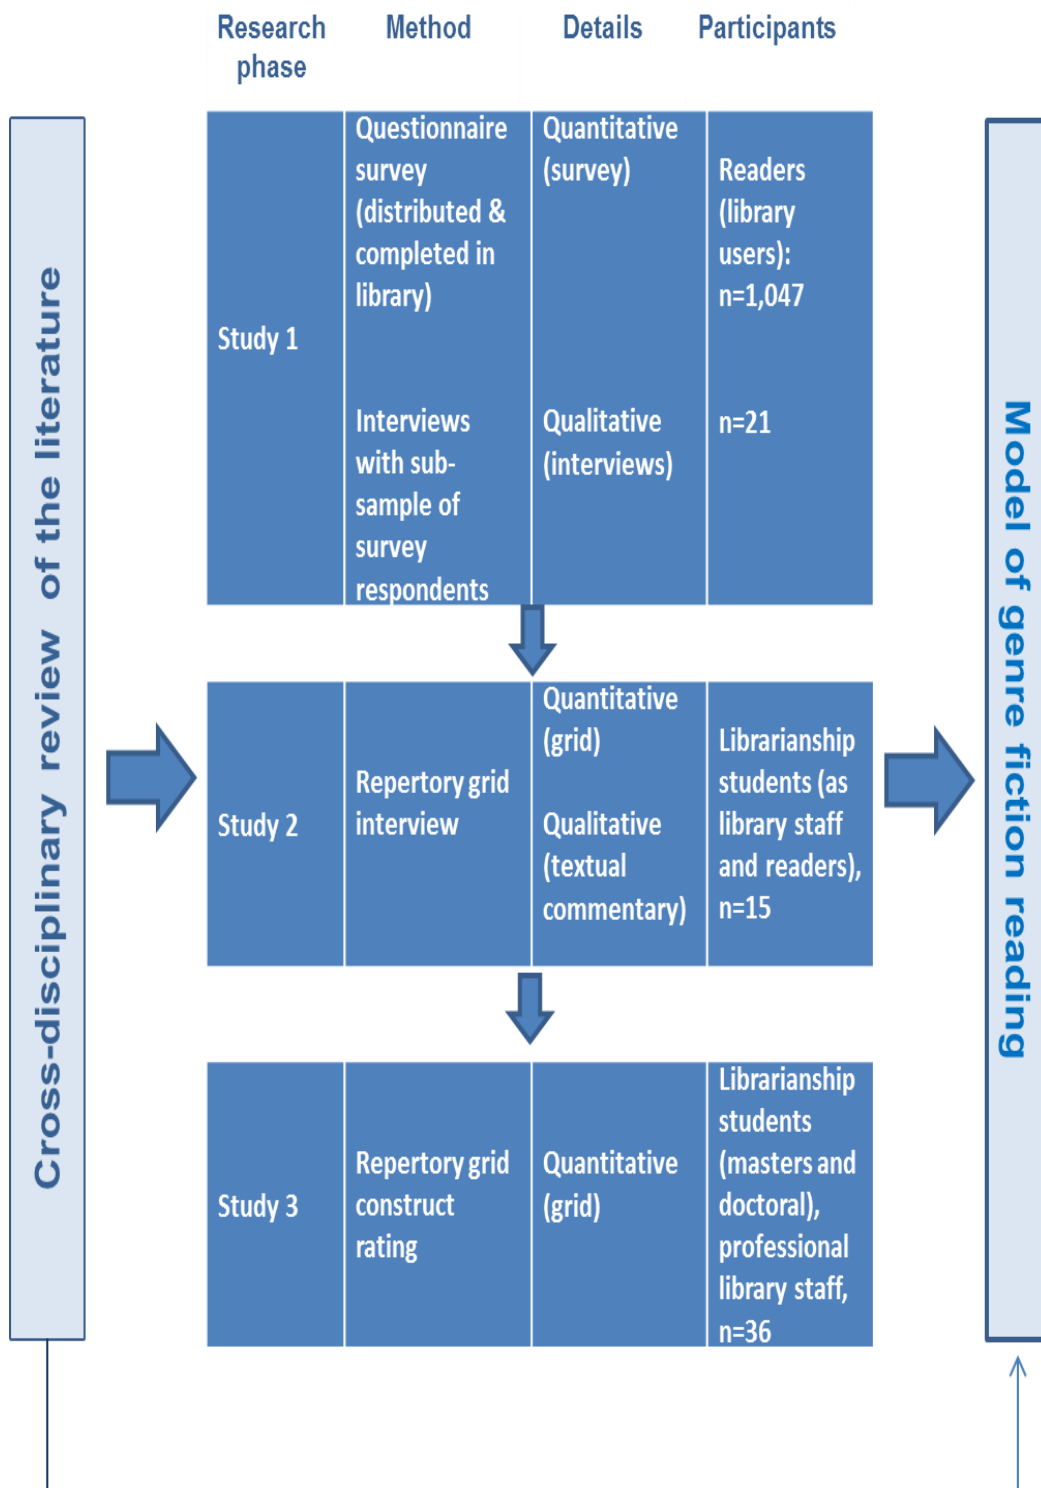 Research
phase
Method
Details
Participants
Cross-disciplinary review of the literature
Study 1
Questionnaire
survey
(distributed &
completed in
library)
Quantitative
(survey)
Readers
(library
users):
n=1,047
Interviews
with sub-
sample of
survey
respondents
Qualitative
(interviews)
n=21
Study 2
Repertory grid
interview
Quantitative
(grid)
Qualitative
(textual
commentary)
Librarianship
students (as
library staff
and readers),
n=15
Study 3
Repertory grid
construct
rating
Quantitative
(grid)
Librarianship
students
(masters and
doctoral),
professional
library staff,
n=36
Model of genre fiction reading